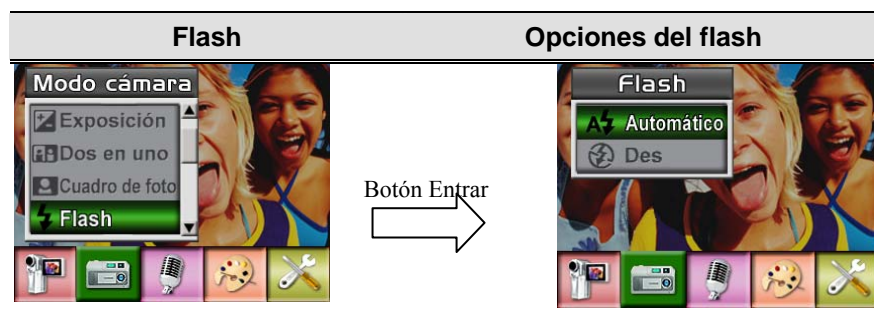 Flash
Opciones del flash
Modo cámara
Exposición
Dos en uno
Cuadro de foto
Flash
Botón Entrar
Flash
A Automático
Des